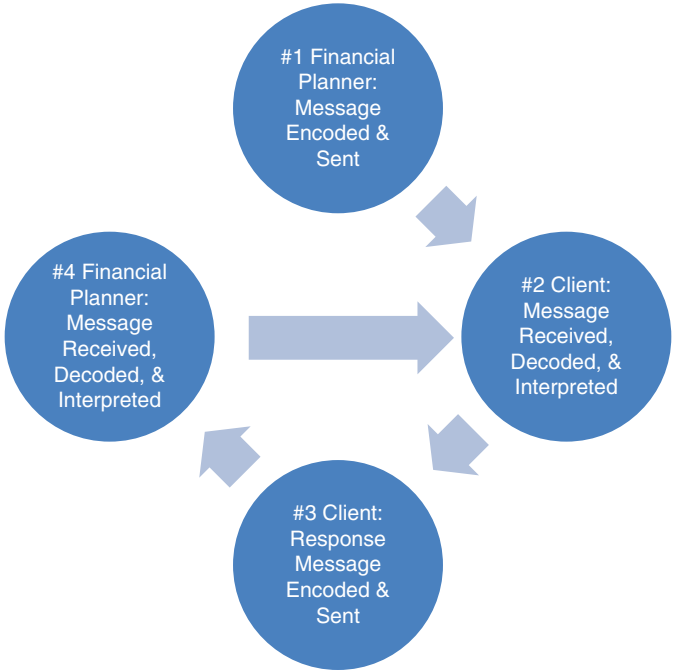 #1 Financial
Planner:
Message
Encoded &
Sent
#2 Client:
Message
Received,
Decoded, &
Interpreted
#3 Client:
Response
Message
Encoded &
Sent
#4 Financial
Planner:
Message
Received,
Decoded, &
Interpreted